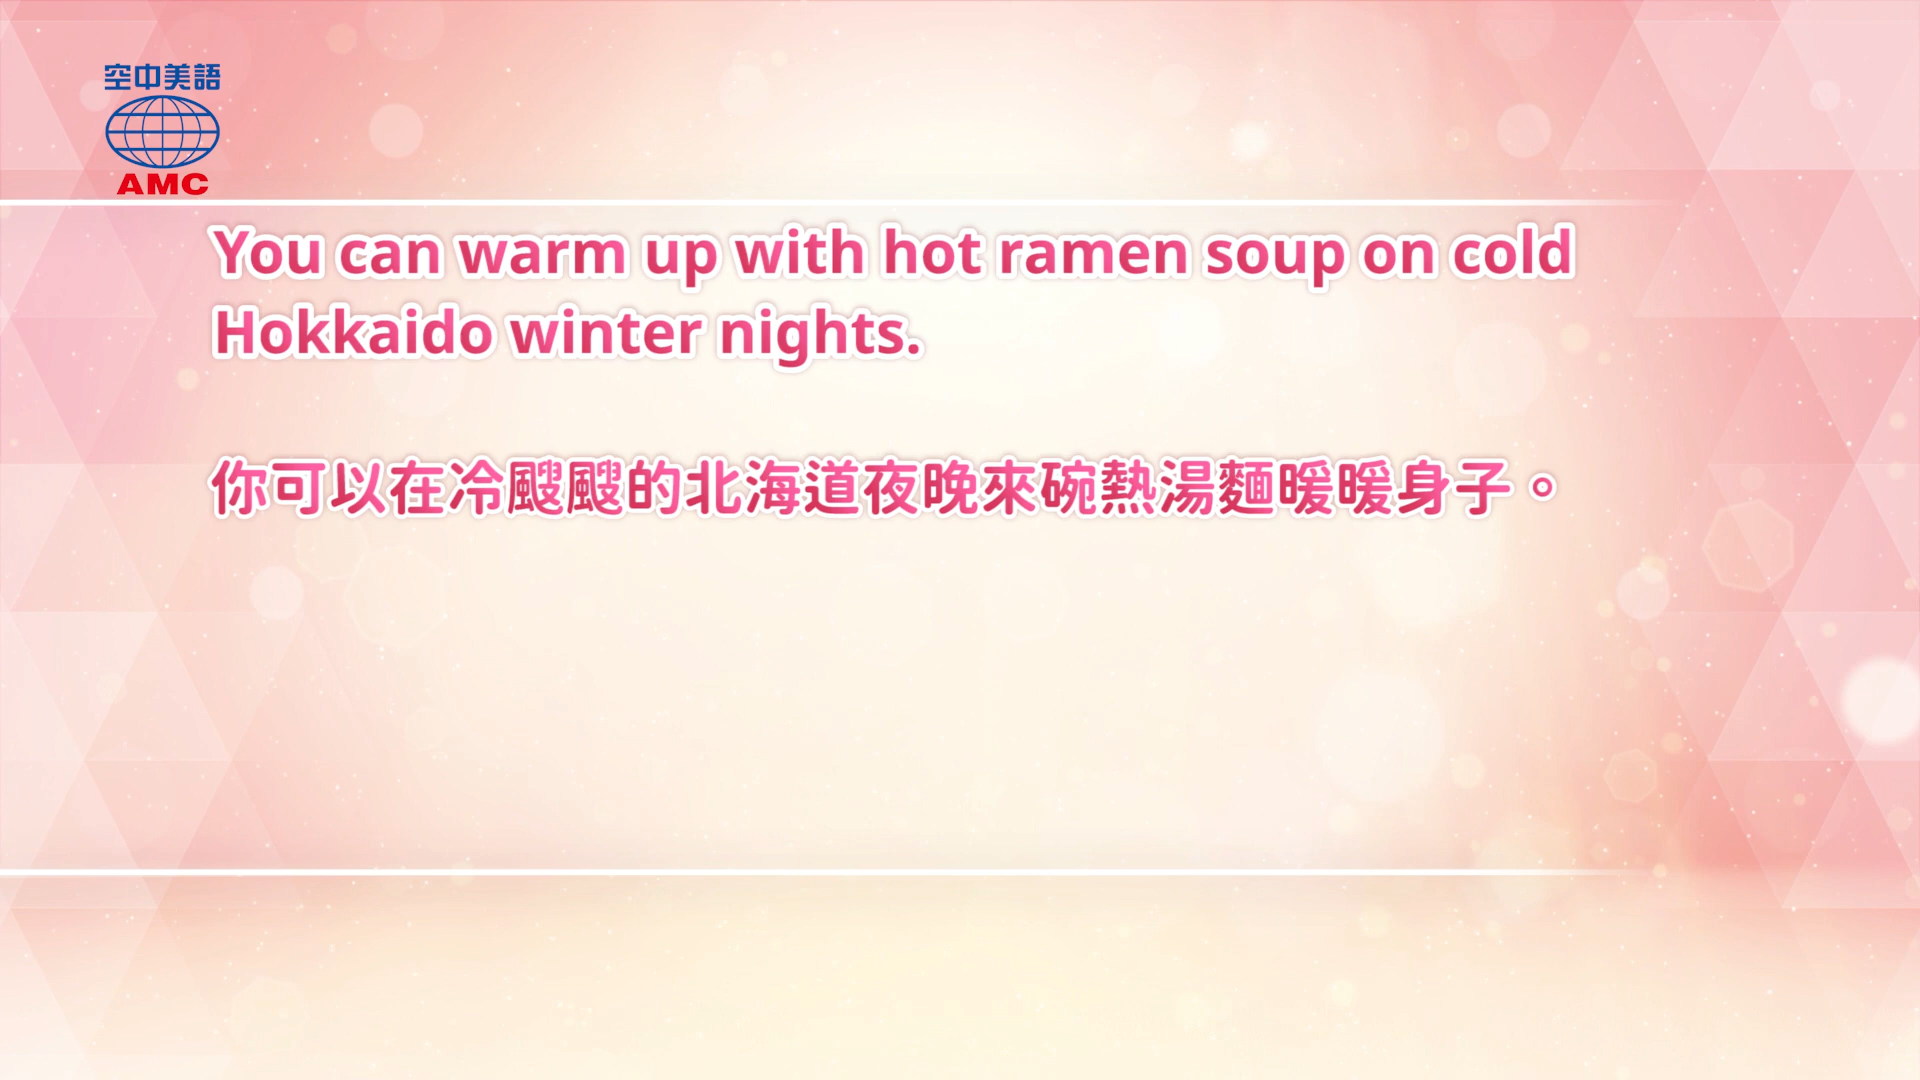 空中美語
AMC
You can warm up with hot ramen soup on cold
Hokkaido winter nights.
你可以在冷颼颼的北海道夜晚來碗熱湯麵暖暖身子。